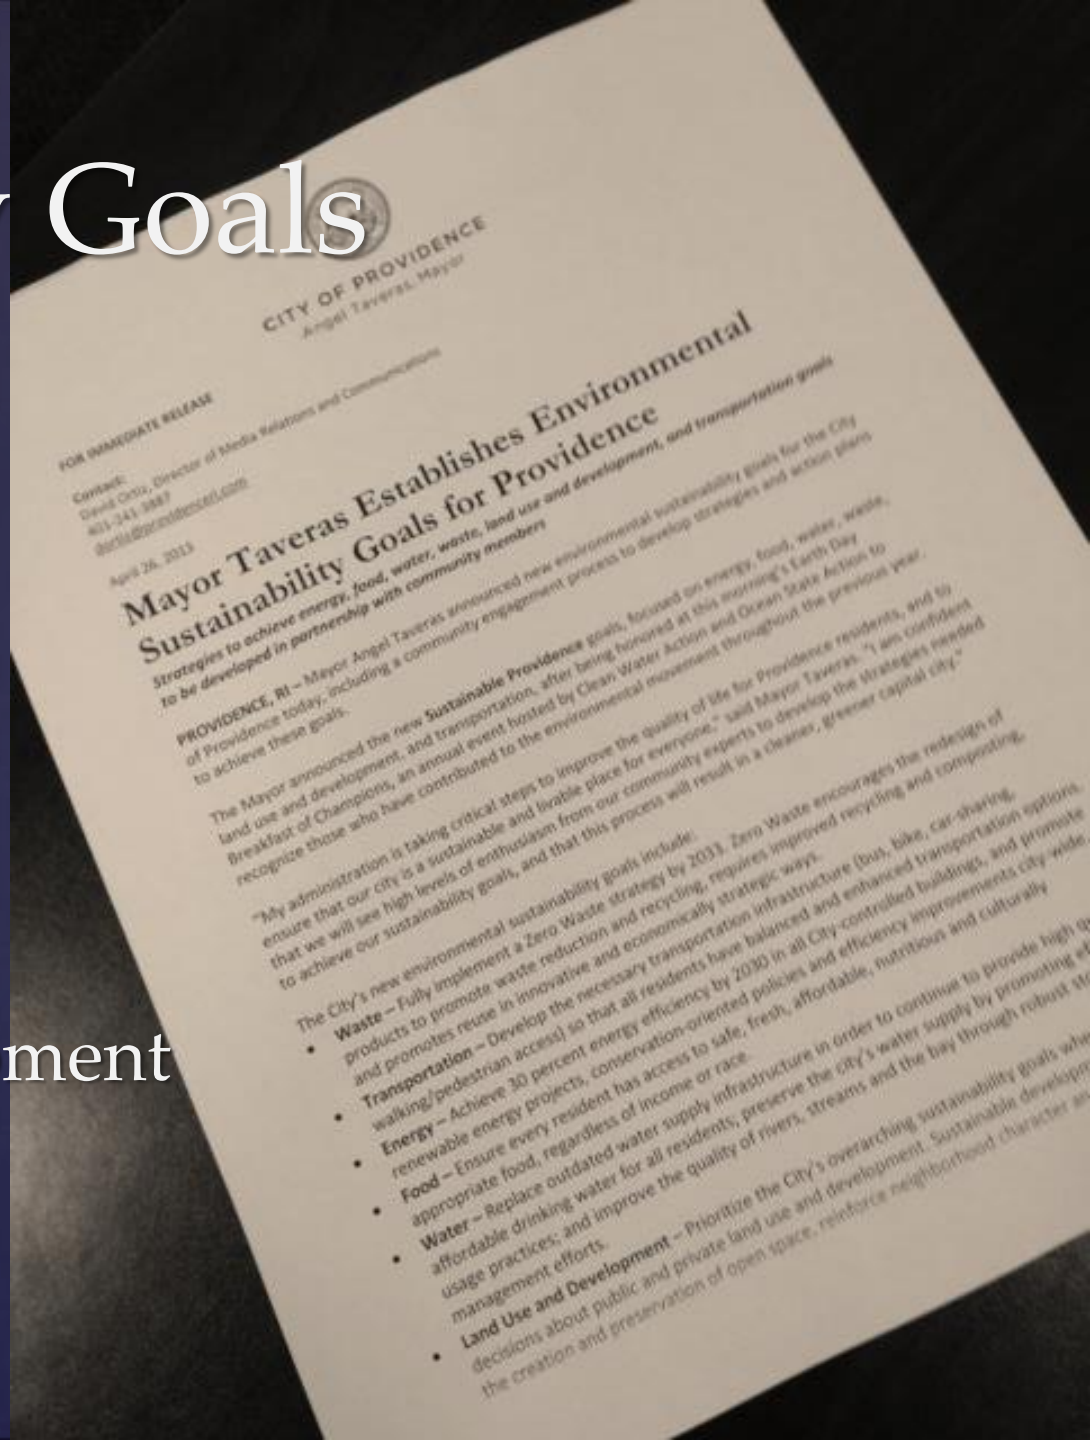 Goals
CITY OF PROVIDENCE
Angel Taveras, Mayor
FOR IMMEDIATE RELEASE
Contact:
David Ortiz, Director of Media Relations and Communications
401-341-3887
dortiz@providenceri.com
April 26, 2013
Mayor Taveras Establishes Environmental
Sustainability Goals for Providence
Strategies to achieve energy, food, water, waste, land use and development, and transportation goals
to be developed in partnership with community members
PROVIDENCE, RI – Mayor Angel Taveras announced new environmental sustainability goals for the City
of Providence today, including a community engagement process to develop strategies and action plans
to achieve these goals.
The Mayor announced the new Sustainable Providence goals, focused on energy, food, water, waste,
land use and development, and transportation, after being honored at this morning's Earth Day
Breakfast of Champions, an annual event hosted by Clean Water Action and Ocean State Action to
recognize those who have contributed to the environmental movement throughout the previous year.
"My administration is taking critical steps to improve the quality of life for Providence residents, and to
ensure that our city is a sustainable and livable place for everyone," said Mayor Taveras. "I am confident
that we will see high levels of enthusiasm from our community experts to develop the strategies needed
to achieve our sustainability goals, and that this process will result in a cleaner, greener capital city."
The City's new environmental sustainability goals include:
• Waste – Fully implement a Zero Waste strategy by 2033. Zero Waste encourages the redesign of
products to promote waste reduction and recycling, requires improved recycling and composting,
and promotes reuse in innovative and economically strategic ways.
• Transportation – Develop the necessary transportation infrastructure (bus, bike, car-sharing,
walking/pedestrian access) so that all residents have balanced and enhanced transportation options.
• Energy – Achieve 30 percent energy efficiency by 2030 in all City-controlled buildings, and promote
renewable energy projects, conservation-oriented policies and efficiency improvements city-wide.
• Food – Ensure every resident has access to safe, fresh, affordable, nutritious and culturally
appropriate food, regardless of income or race.
• Water – Replace outdated water supply infrastructure in order to continue to provide high
affordable drinking water for all residents; preserve the city's water supply by promoting
usage practices; and improve the quality of rivers, streams and the bay through robust
management efforts.
• Land Use and Development – Prioritize the City's overarching sustainability goals
decisions about public and private land use and development. Sustainable
the creation and preservation of open space, reinforce neighborhood character
ment